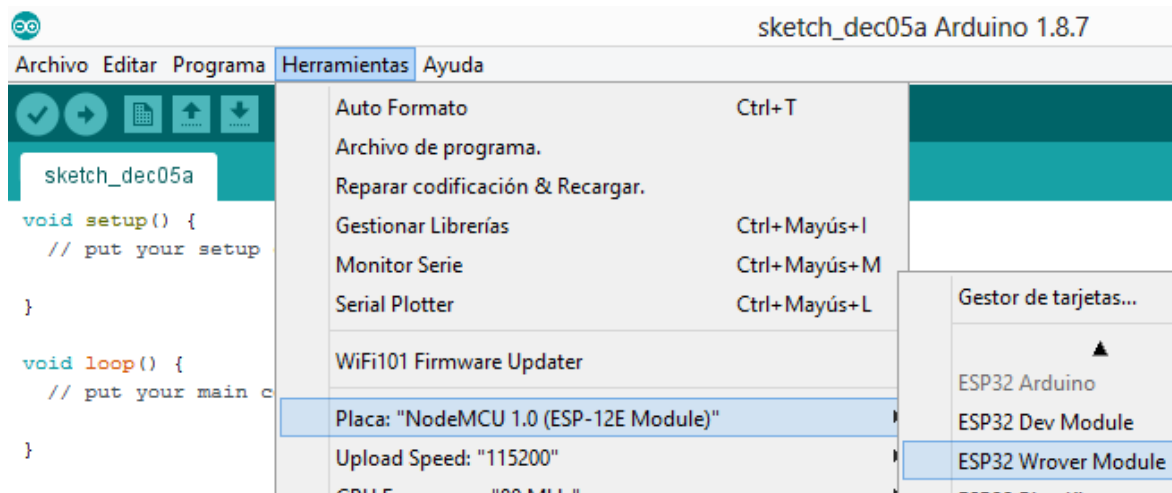 sketch_dec05a Arduino 1.8.7
Archivo Editar Programa Herramientas Ayuda
Auto Formato Ctrl+T
Archivo de programa.
sketch_dec05a
Reparar codificación & Recargar.
void setup() {
Gestionar Librerías Ctrl+Mayús+I
// put your setup
Monitor Serie Ctrl+Mayús+M
}
Serial Plotter Ctrl+Mayús+L
Gestor de tarjetas...
void loop() {
WiFi101 Firmware Updater
// put your main c
ESP32 Arduino
Placa: "NodeMCU 1.0 (ESP-12E Module)"
ESP32 Dev Module
}
Upload Speed: "115200"
ESP32 Wrover Module